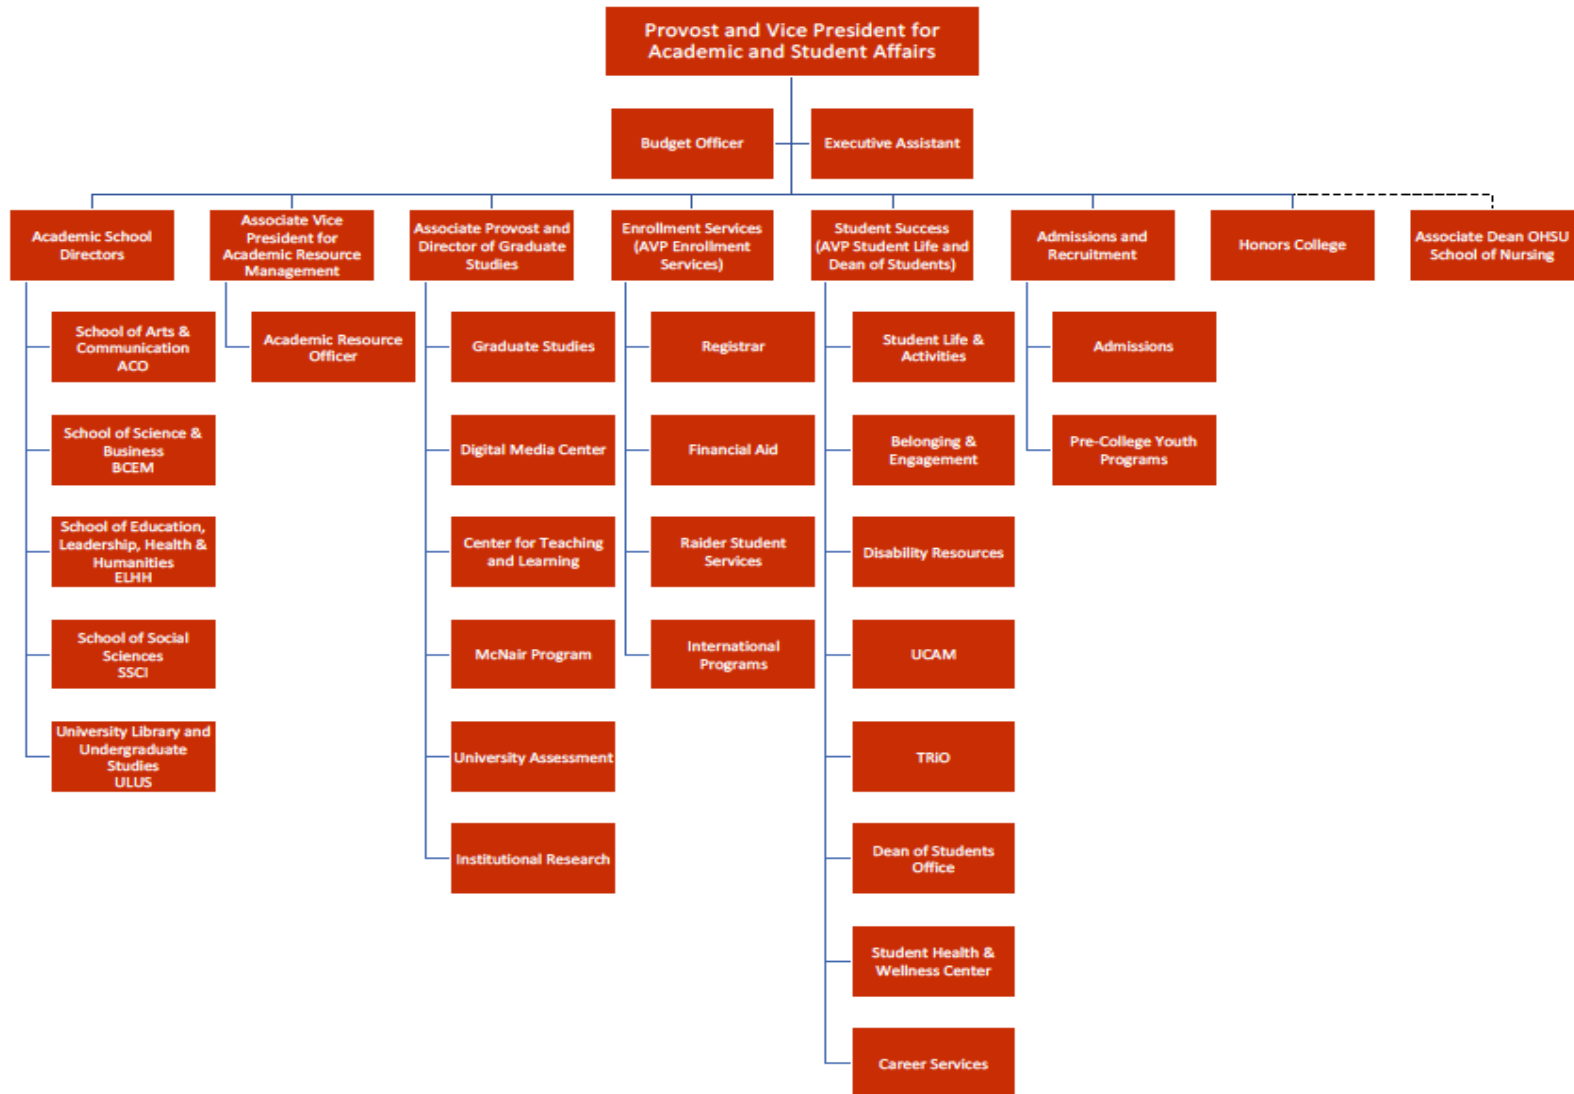 Provost and Vice President for
Academic and Student Affairs
Budget Officer
Executive Assistant
Academic School
Directors
Associate Vice
President for
Academic Resource
Management
Associate Provost and
Director of Graduate
Studies
Enrollment Services
(AVP Enrollment
Services)
Student Success
(AVP Student Life and
Dean of Students)
Admissions and
Recruitment
Honors College
Associate Dean OHSU
School of Nursing
School of Arts &
Communication
ACO
School of Science &
Business
BCEM
School of Education,
Leadership, Health &
Humanities
ELHH
School of Social
Sciences
SSCI
University Library and
Undergraduate
Studies
ULUS
Academic Resource
Officer
Graduate Studies
Digital Media Center
Center for Teaching
and Learning
McNair Program
University Assessment
Institutional Research
Registrar
Financial Aid
Raider Student
Services
International
Programs
Student Life &
Activities
Belonging &
Engagement
Disability Resources
UCAM
TRiO
Dean of Students
Office
Student Health &
Wellness Center
Career Services
Admissions
Pre-College Youth
Programs